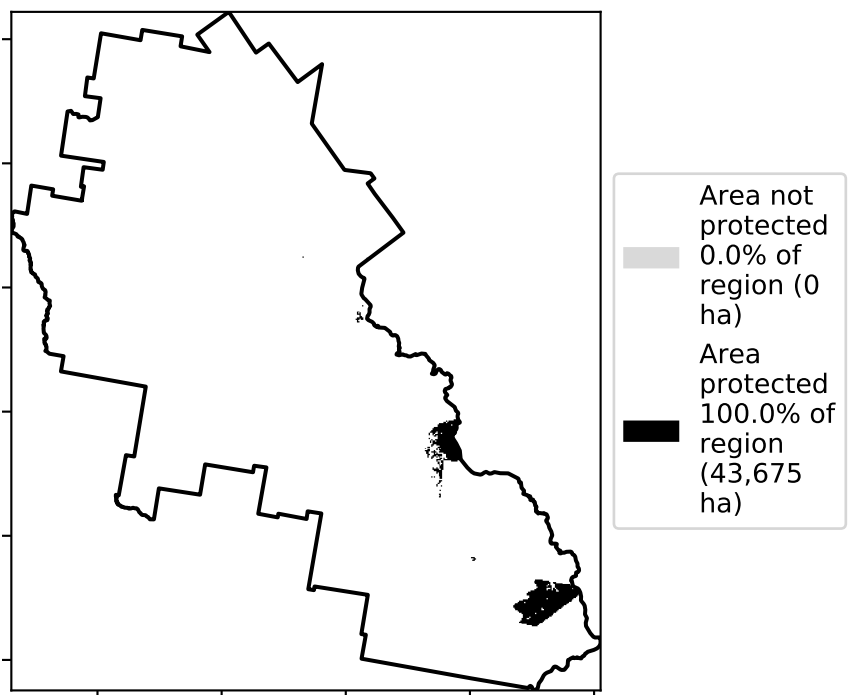 Area not
protected
0.0% of
region (0
ha)
Area
protected
100.0% of
region
(43,675
ha)